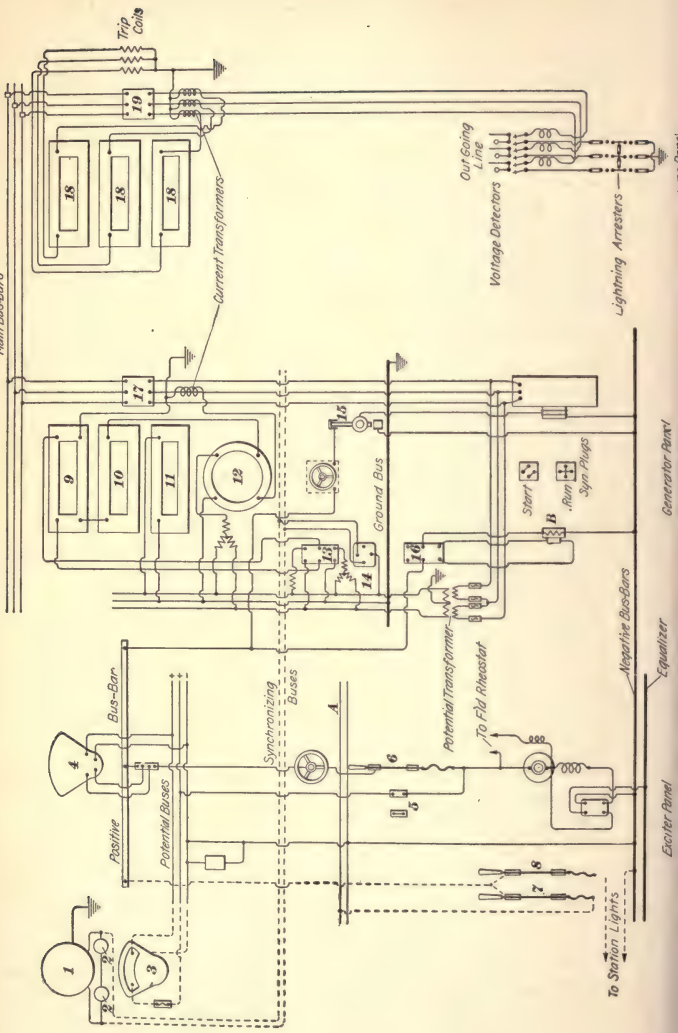 Trip
Coils
Main Bus-Bars
1
2
2
3
4
9
10
11
12
17
18
18
18
19
Positive
Bus-Bar
Potential Buses
Current Transformers
Synchronizing
Buses
13
14
15
Ground Bus
A
6
5
7
8
16
B
Potential Transformer
To F'ld Rheostat
Start
Run
Syn Plugs
Out Going
Line
Voltage Detectors
Lightning Arresters
To Station Lights
Negative Bus-Bars
Equalizer
Exciter Panel
Generator Panel